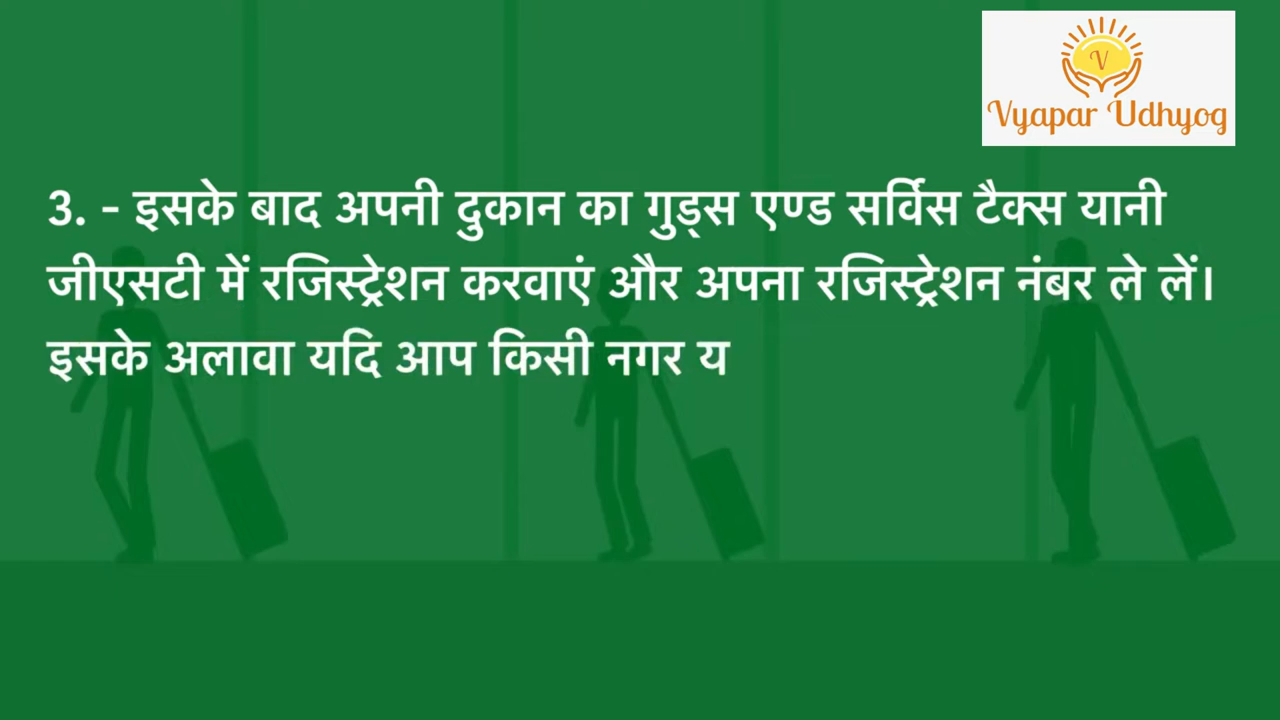 Vyapar Udhyog
3. - इसके बाद अपनी दुकान का गुड्स एण्ड सर्विस टैक्स यानी
जीएसटी में रजिस्ट्रेशन करवाएं और अपना रजिस्ट्रेशन नंबर ले लें।
इसके अलावा यदि आप किसी नगर य